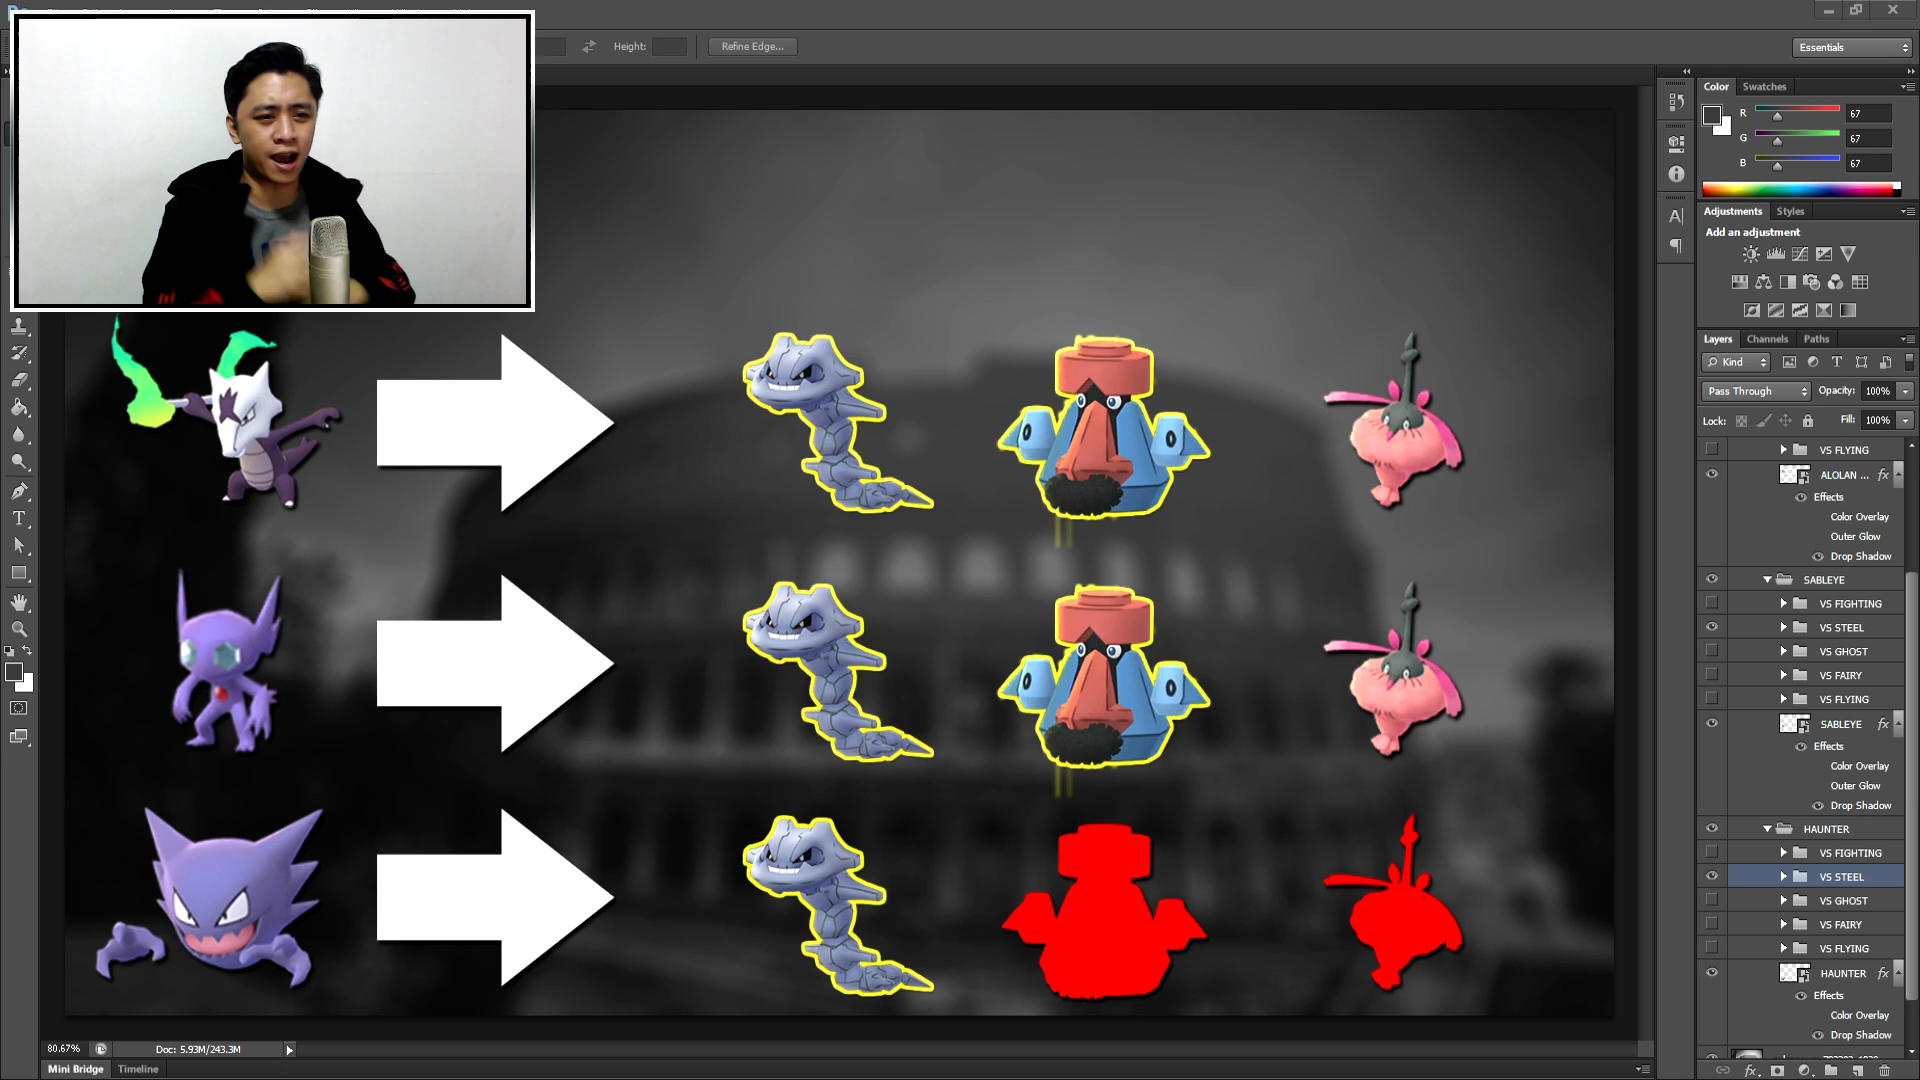 Height:
Refine Edge...
Essentials
Color
Swatches
R
67
G
67
B
67
Adjustments
Styles
Add an adjustment
Layers
Channels
Paths
Kind
T
Pass Through
Opacity:
100%
Lock:
Fill:
100%
VS FLYING
ALOLAN ...
fx
Effects
Color Overlay
Outer Glow
Drop Shadow
SABLEYE
VS FIGHTING
VS STEEL
VS GHOST
VS FAIRY
VS FLYING
SABLEYE
fx
Effects
Color Overlay
Outer Glow
Drop Shadow
HAUNTER
VS FIGHTING
VS STEEL
VS GHOST
VS FAIRY
VS FLYING
HAUNTER
fx
Effects
Color Overlay
Drop Shadow
80.67%
Doc: 5.93M/243.3M
Mini Bridge
Timeline
fx